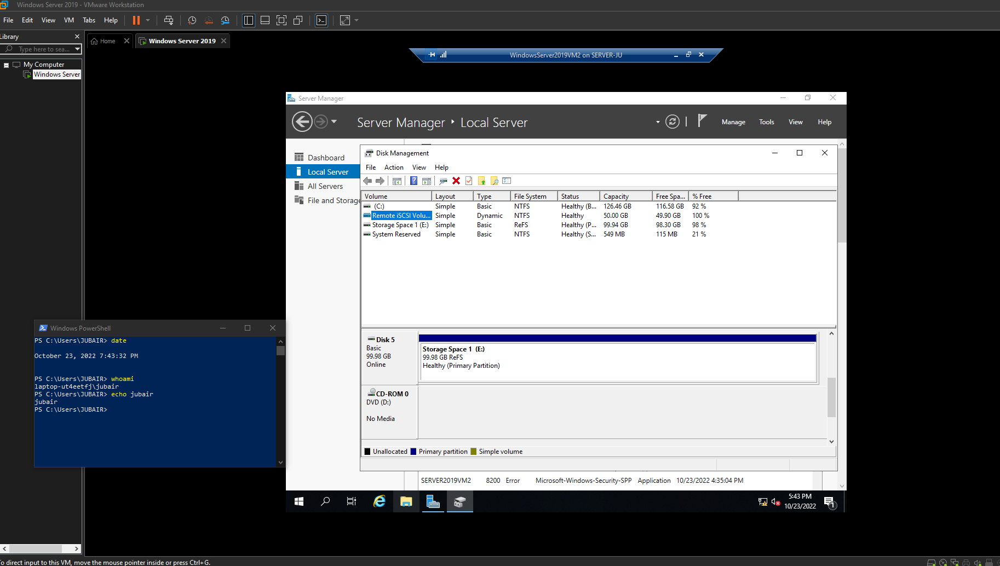 Windows Server 2019 - VMware Workstation
File Edit View VM Tabs Help
Library
Type here to sea...
Home
Windows Server 2019
My Computer
Windows Server
WindowsServer2019VM2 on SERVER-JU
Server Manager
Server Manager Local Server
Manage Tools View Help
Dashboard
Local Server
All Servers
File and Storage
Disk Management
File Action View Help
Volume Layout Type File System Status Capacity Free Spa... % Free
(C:) Simple Basic NTFS Healthy (B... 126.46 GB 116.58 GB 92 %
Remote iSCSI Volu... Simple Dynamic NTFS Healthy 50.00 GB 49.90 GB 100 %
Storage Space 1 (E:) Simple Basic ReFS Healthy (P... 99.94 GB 98.30 GB 98 %
System Reserved Simple Basic NTFS Healthy (S... 549 MB 115 MB 21 %
Disk 5
Basic
99.98 GB
Online
Storage Space 1 (E:)
99.98 GB ReFS
Healthy (Primary Partition)
CD-ROM 0
DVD (D:)
No Media
Unallocated Primary partition Simple volume
SERVER2019VM2 8200 Error Microsoft-Windows-Security-SPP Application 10/23/2022 4:35:04 PM
5:43 PM
10/23/2022
1
Windows PowerShell
PS C:\Users\JUBAIR> date
October 23, 2022 7:43:32 PM
PS C:\Users\JUBAIR> whoami
laptop-ut4eetfj\jubair
PS C:\Users\JUBAIR> echo jubair
jubair
PS C:\Users\JUBAIR>
To direct input to this VM, move the mouse pointer inside or press Ctrl+G.